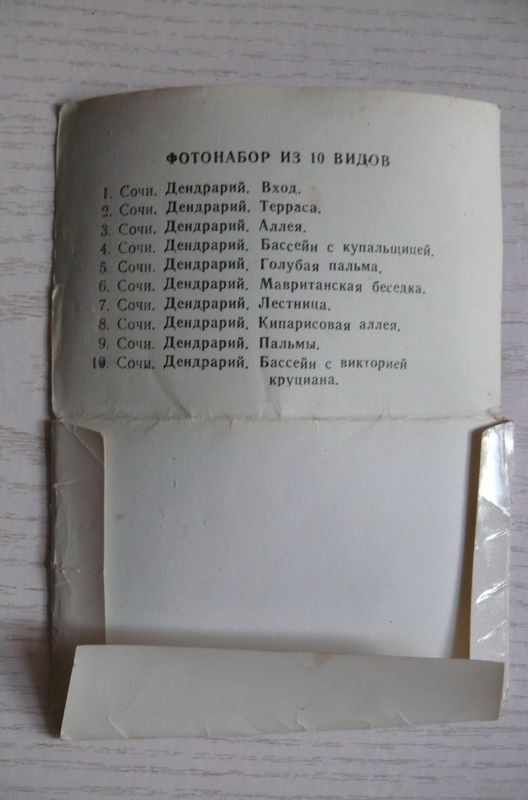 ФОТОНАБОР ИЗ 10 ВИДОВ
1. Сочи. Дендрарий. Вход.
2. Сочи. Дендрарий. Терраса.
3. Сочи. Дендрарий. Аллея.
4. Сочи. Дендрарий. Бассейн с купальщицей.
5. Сочи. Дендрарий. Голубая пальма.
6. Сочи. Дендрарий. Мавританская беседка.
7. Сочи. Дендрарий. Лестница.
8. Сочи. Дендрарий. Кипарисовая аллея.
9. Сочи. Дендрарий. Пальмы.
10. Сочи. Дендрарий. Бассейн с викторией
круциана.